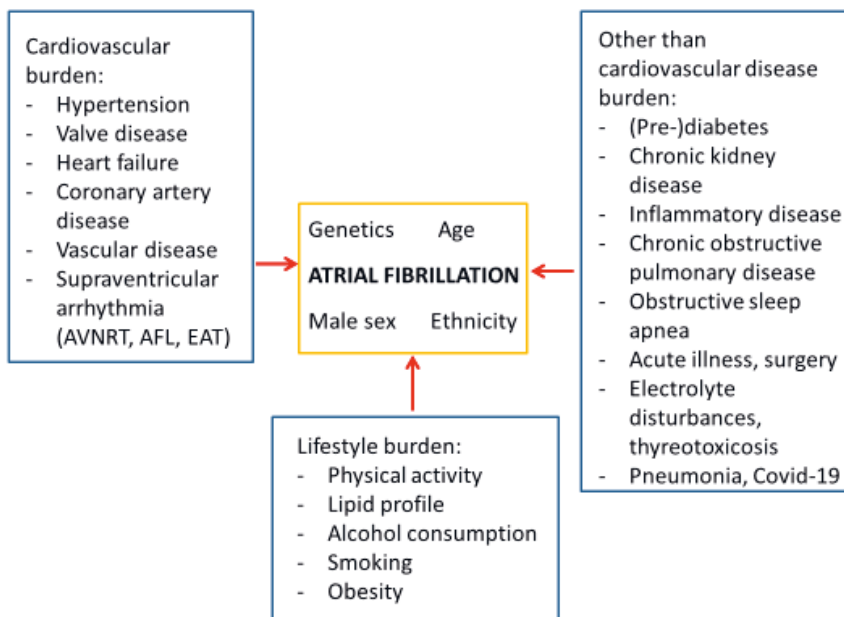 Cardiovascular
burden:
- Hypertension
- Valve disease
- Heart failure
- Coronary artery
disease
- Vascular disease
- Supraventricular
arrhythmia
(AVNRT, AFL, EAT)
Genetics Age
ATRIAL FIBRILLATION
Male sex Ethnicity
Other than
cardiovascular disease
burden:
- (Pre-)diabetes
- Chronic kidney
disease
- Inflammatory disease
- Chronic obstructive
pulmonary disease
- Obstructive sleep
apnea
- Acute illness, surgery
- Electrolyte
disturbances,
thyreotoxicosis
- Pneumonia, Covid-19
Lifestyle burden:
- Physical activity
- Lipid profile
- Alcohol consumption
- Smoking
- Obesity